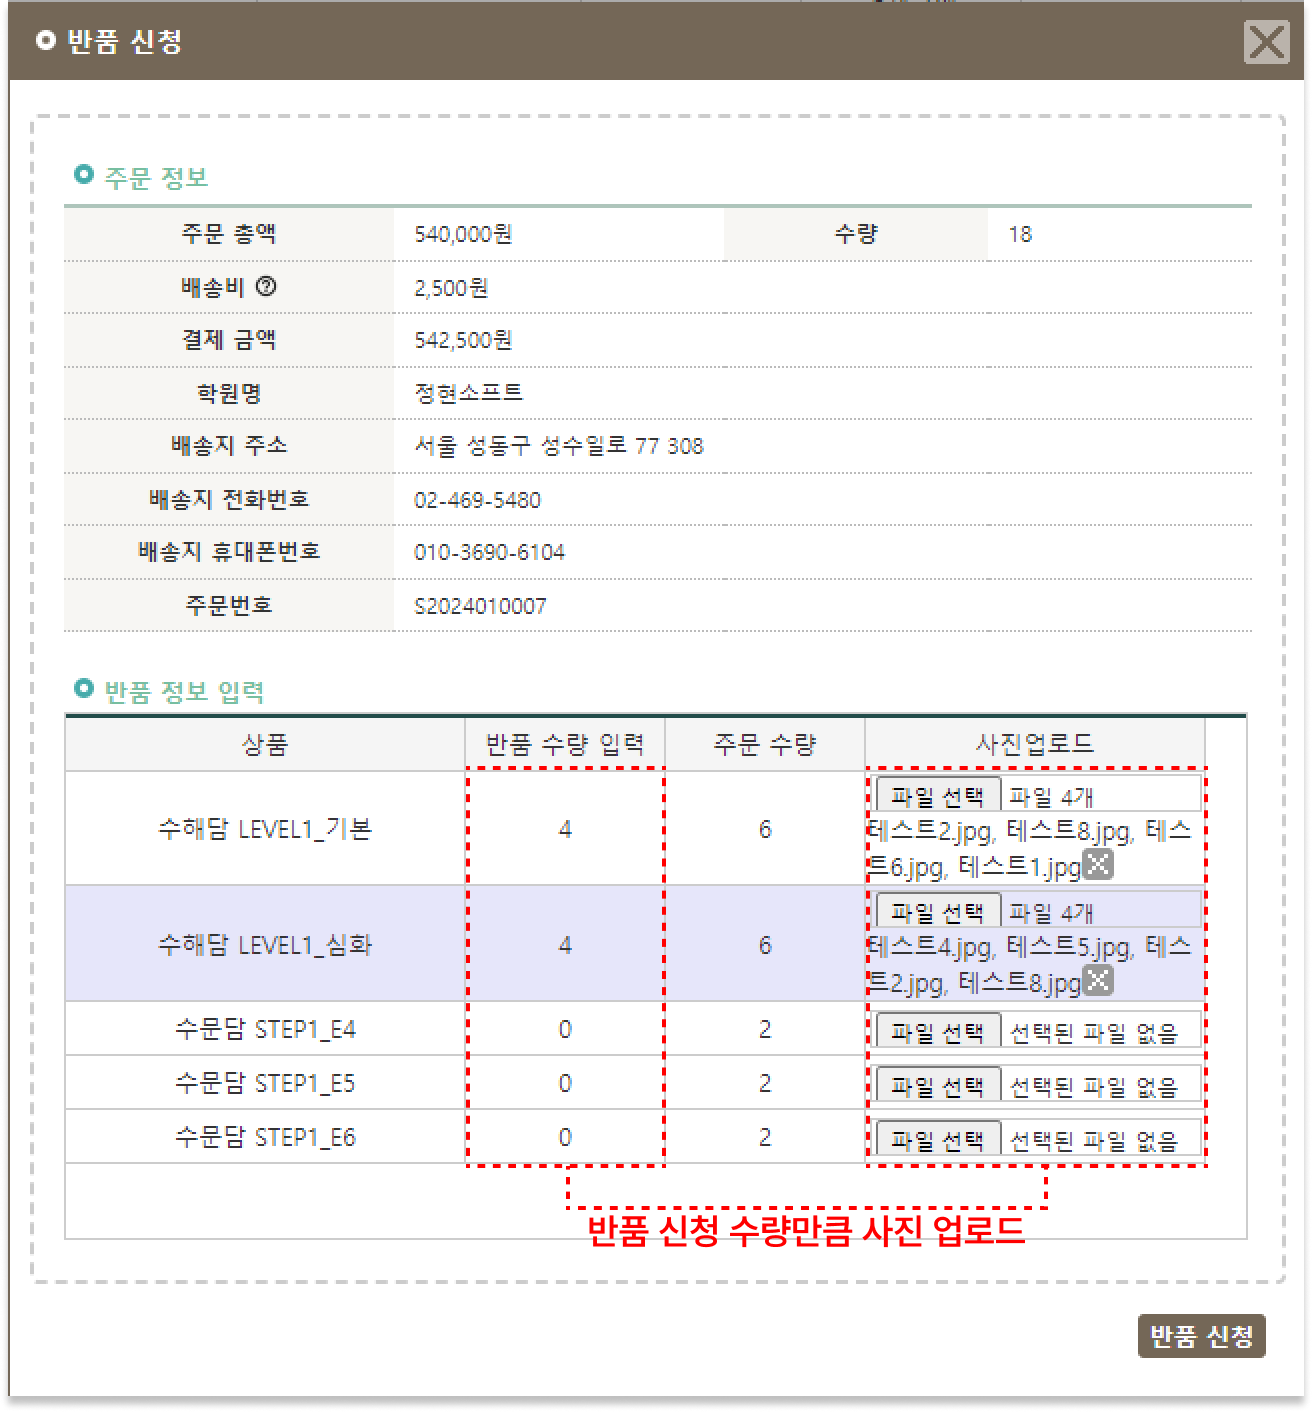 반품 신청
주문 정보
주문 총액 540,000원 수량 18
배송비 2,500원
결제 금액 542,500원
학원명 정현소프트
배송지 주소 서울 성동구 성수일로 77 308
배송지 전화번호 02-469-5480
배송지 휴대폰번호 010-3690-6104
주문번호 S2024010007
반품 정보 입력
상품 반품 수량 입력 주문 수량 사진업로드
수해담 LEVEL1_기본 4 6 파일 선택 파일 4개
테스트2.jpg, 테스트8.jpg, 테스
트6.jpg, 테스트1.jpg
수해담 LEVEL1_심화 4 6 파일 선택 파일 4개
테스트4.jpg, 테스트5.jpg, 테스
트2.jpg, 테스트8.jpg
수문담 STEP1_E4 0 2 파일 선택 선택된 파일 없음
수문담 STEP1_E5 0 2 파일 선택 선택된 파일 없음
수문담 STEP1_E6 0 2 파일 선택 선택된 파일 없음
반품 신청 수량만큼 사진 업로드
반품 신청